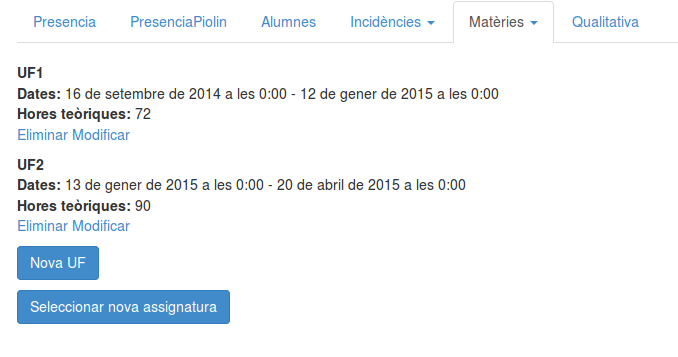 Presencia PresenciaPiolin Alumnes Incidències Matèries Qualitativa
UF1
Dates: 16 de setembre de 2014 a les 0:00 - 12 de gener de 2015 a les 0:00
Hores teòriques: 72
Eliminar Modificar
UF2
Dates: 13 de gener de 2015 a les 0:00 - 20 de abril de 2015 a les 0:00
Hores teòriques: 90
Eliminar Modificar
Nova UF
Seleccionar nova assignatura